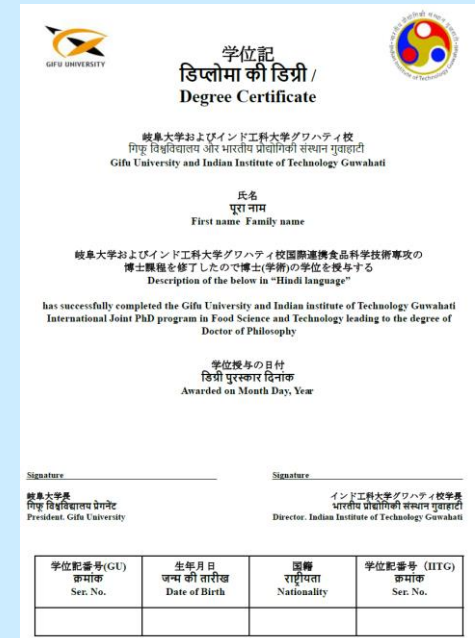 GIFU UNIVERSITY
学位記
डिप्लोमा की डिग्री /
Degree Certificate
岐阜大学およびインド工科大学グワハティ校
गिफू विश्वविद्यालय और भारतीय प्रौद्योगिकी संस्थान गुवाहाटी
Gifu University and Indian Institute of Technology Guwahati
氏名
पूरा नाम
First name Family name
岐阜大学およびインド工科大学グワハティ校国際連携食品科学技術専攻の
博士課程を修了したので博士(学術)の学位を授与する
Description of the below in “Hindi language”
has successfully completed the Gifu University and Indian institute of Technology Guwahati
International Joint PhD program in Food Science and Technology leading to the degree of
Doctor of Philosophy
学位授与の日付
डिग्री पुरस्कार दिनांक
Awarded on Month Day, Year
Signature
Signature
岐阜大学長
गिफू विश्वविद्यालय
President. Gifu University
インド工科大学グワハティ校学長
भारतीय प्रौद्योगिकी संस्थान गुवाहाटी
Director. Indian Institute of Technology Guwahati
学位記番号(GU)
क्रमांक
Ser. No.
生年月日
जन्म की तारीख
Date of Birth
国籍
राष्ट्रीयता
Nationality
学位記番号 (IITG)
क्रमांक
Ser. No.